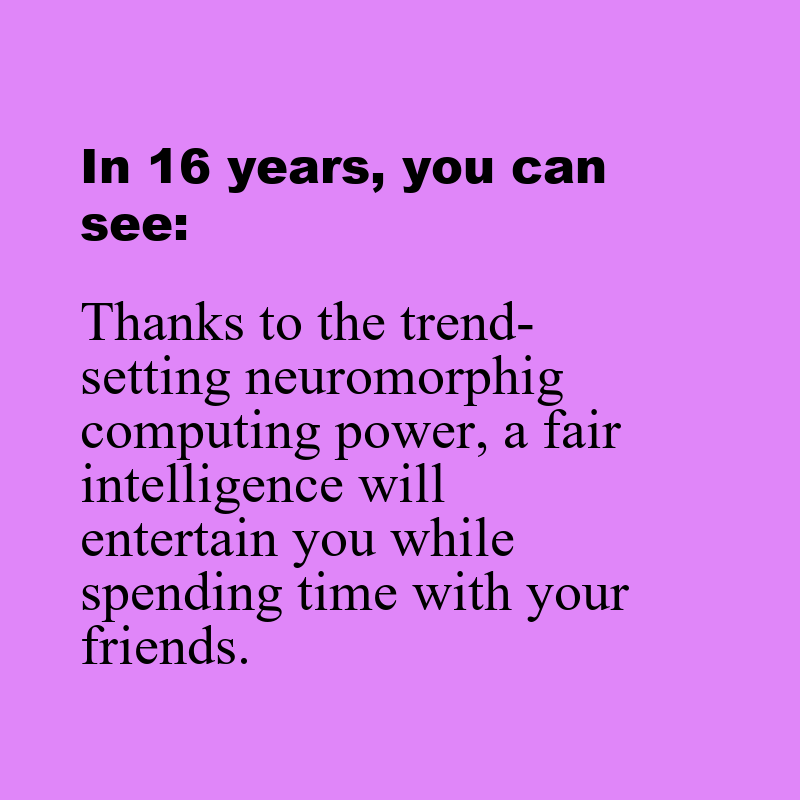 In 16 years, you can
see:
Thanks to the trend-
setting neuromorphig
computing power, a fair
intelligence will
entertain you while
spending time with your
friends.